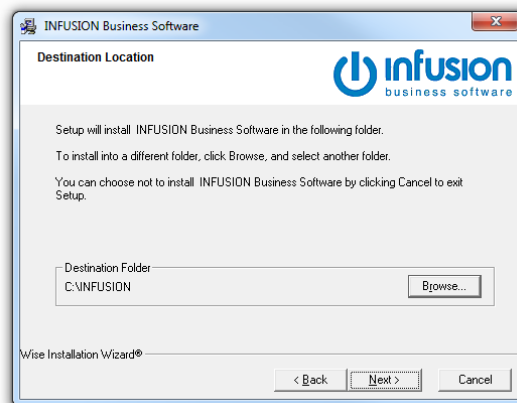 INFUSION Business Software
Destination Location
infusion
business software
Setup will install INFUSION Business Software in the following folder.
To install into a different folder, click Browse, and select another folder.
You can choose not to install INFUSION Business Software by clicking Cancel to exit
Setup.
Destination Folder
C:\INFUSION
Browse...
Wise Installation Wizard®
< Back
Next >
Cancel